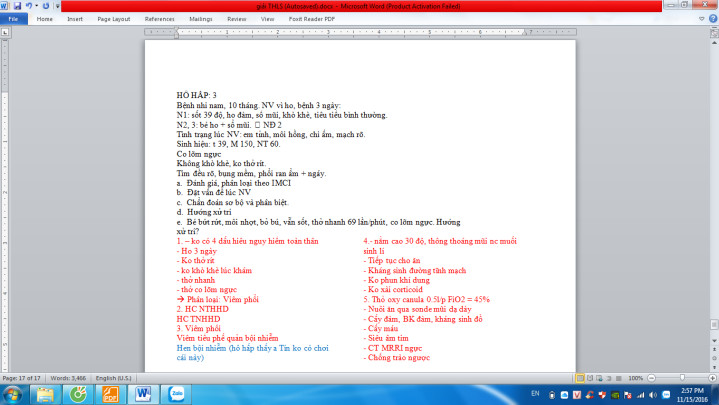 giik THLS (Autosaved).docx - Microsoft Word (Product Activation Failed)
File Home Insert Page Layout References Mailings Review View Foxit Reader PDF
HÔ HẤP: 3
Bệnh nhi nam, 10 tháng. NV vì ho, bệnh 3 ngày:
N1: sốt 39 độ, ho đàm, sổ mũi, khò khè, tiêu tiểu bình thường.
N2, 3: bé ho + sổ mũi. NĐ 2
Tình trạng lúc NV: em tỉnh, môi hồng, chi ấm, mạch rõ.
Sinh hiệu: t 39, M 150, NT 60.
Co lõm ngực
Không khò khè, ko thở rít.
Tim đều rõ, bụng mềm, phổi ran ẩm + ngáy.
a. Đánh giá, phân loại theo IMCI
b. Đặt vấn đề lúc NV
c. Chẩn đoán sơ bộ và phân biệt.
d. Hướng xử trí
e. Bé bứt rứt, môi nhợt, bỏ bú, vẫn sốt, thở nhanh 69 lần/phút, co lõm ngực. Hướng
xử trí?
1. – ko có 4 dấu hiệu nguy hiểm toàn thân
- Ho 3 ngày
- Ko thở rít
- ko khò khè lúc khám
- thở nhanh
- thở co lõm ngực
→ Phân loại: Viêm phổi
2. HC NTHHD
HC TNHHD
3. Viêm phổi
Viêm tiểu phế quản bội nhiễm
Hen bội nhiễm (hô hấp thấy a Tín ko có chơi
cái này)
4.- nằm cao 30 độ, thông thoáng mũi nc muối
sinh lí
- Tiếp tục cho ăn
- Kháng sinh đường tĩnh mạch
- Ko phun khí dung
- Ko xài corticoid
5. Thở oxy canula 0.5l/p FiO2 = 45%
- Nuôi ăn qua sonde mũi dạ dày
- Cấy đàm, BK đàm, kháng sinh đồ
- Cấy máu
- Siêu âm tim
- CT MRRI ngực
- Chống trào ngược
Page: 17 of 17 Words: 3,466 English (U.S.) 100%
EN 2:57 PM
11/15/2016